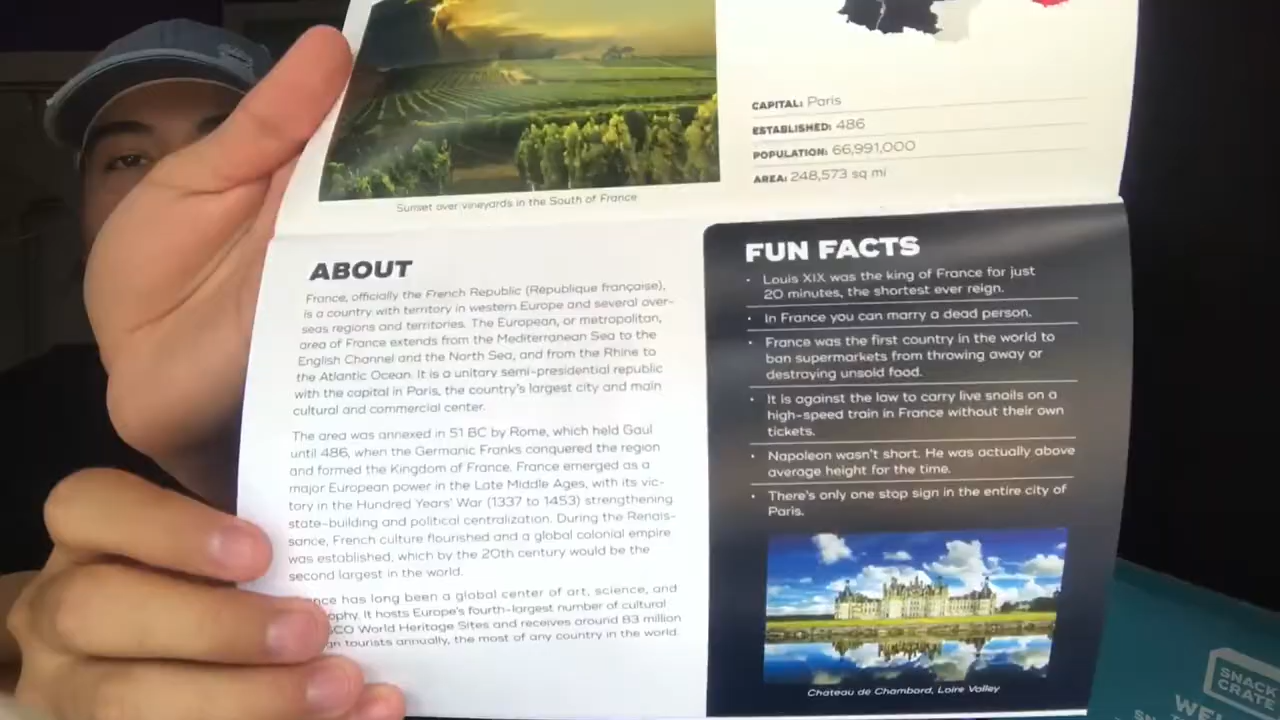 CAPITAL: Paris
ESTABLISHED: 486
POPULATION: 66,991,000
AREA: 248,573 sq mi
Sunset over vineyards in the South of France
ABOUT
France, officially the French Republic (République française),
is a country with territory in western Europe and several over-
seas regions and territories. The European, or metropolitan,
area of France extends from the Mediterranean Sea to the
English Channel and the North Sea, and from the Rhine to
the Atlantic Ocean. It is a unitary semi-presidential republic
with the capital in Paris, the country's largest city and main
cultural and commercial center.
The area was annexed in 51 BC by Rome, which held Gaul
until 486, when the Germanic Franks conquered the region
and formed the Kingdom of France. France emerged as a
major European power in the Late Middle Ages, with its vic-
tory in the Hundred Years' War (1337 to 1453) strengthening
state-building and political centralization. During the Renais-
sance, French culture flourished and a global colonial empire
was established, which by the 20th century would be the
second largest in the world.
nce has long been a global center of art, science, and
ophy. It hosts Europe's fourth-largest number of cultural
SCO World Heritage Sites and receives around 83 million
gn tourists annually, the most of any country in the world.
FUN FACTS
• Louis XIX was the king of France for just
20 minutes, the shortest ever reign.
• In France you can marry a dead person.
• France was the first country in the world to
ban supermarkets from throwing away or
destraying unsold food.
• It is against the law to carry live snails on a
high-speed train in France without their own
tickets.
• Napoleon wasn't short. He was actually above
average height for the time.
• There's only one stop sign in the entire city of
Paris.
Chateau de Chambord, Loire Valley
SNACK
CRATE
WEL